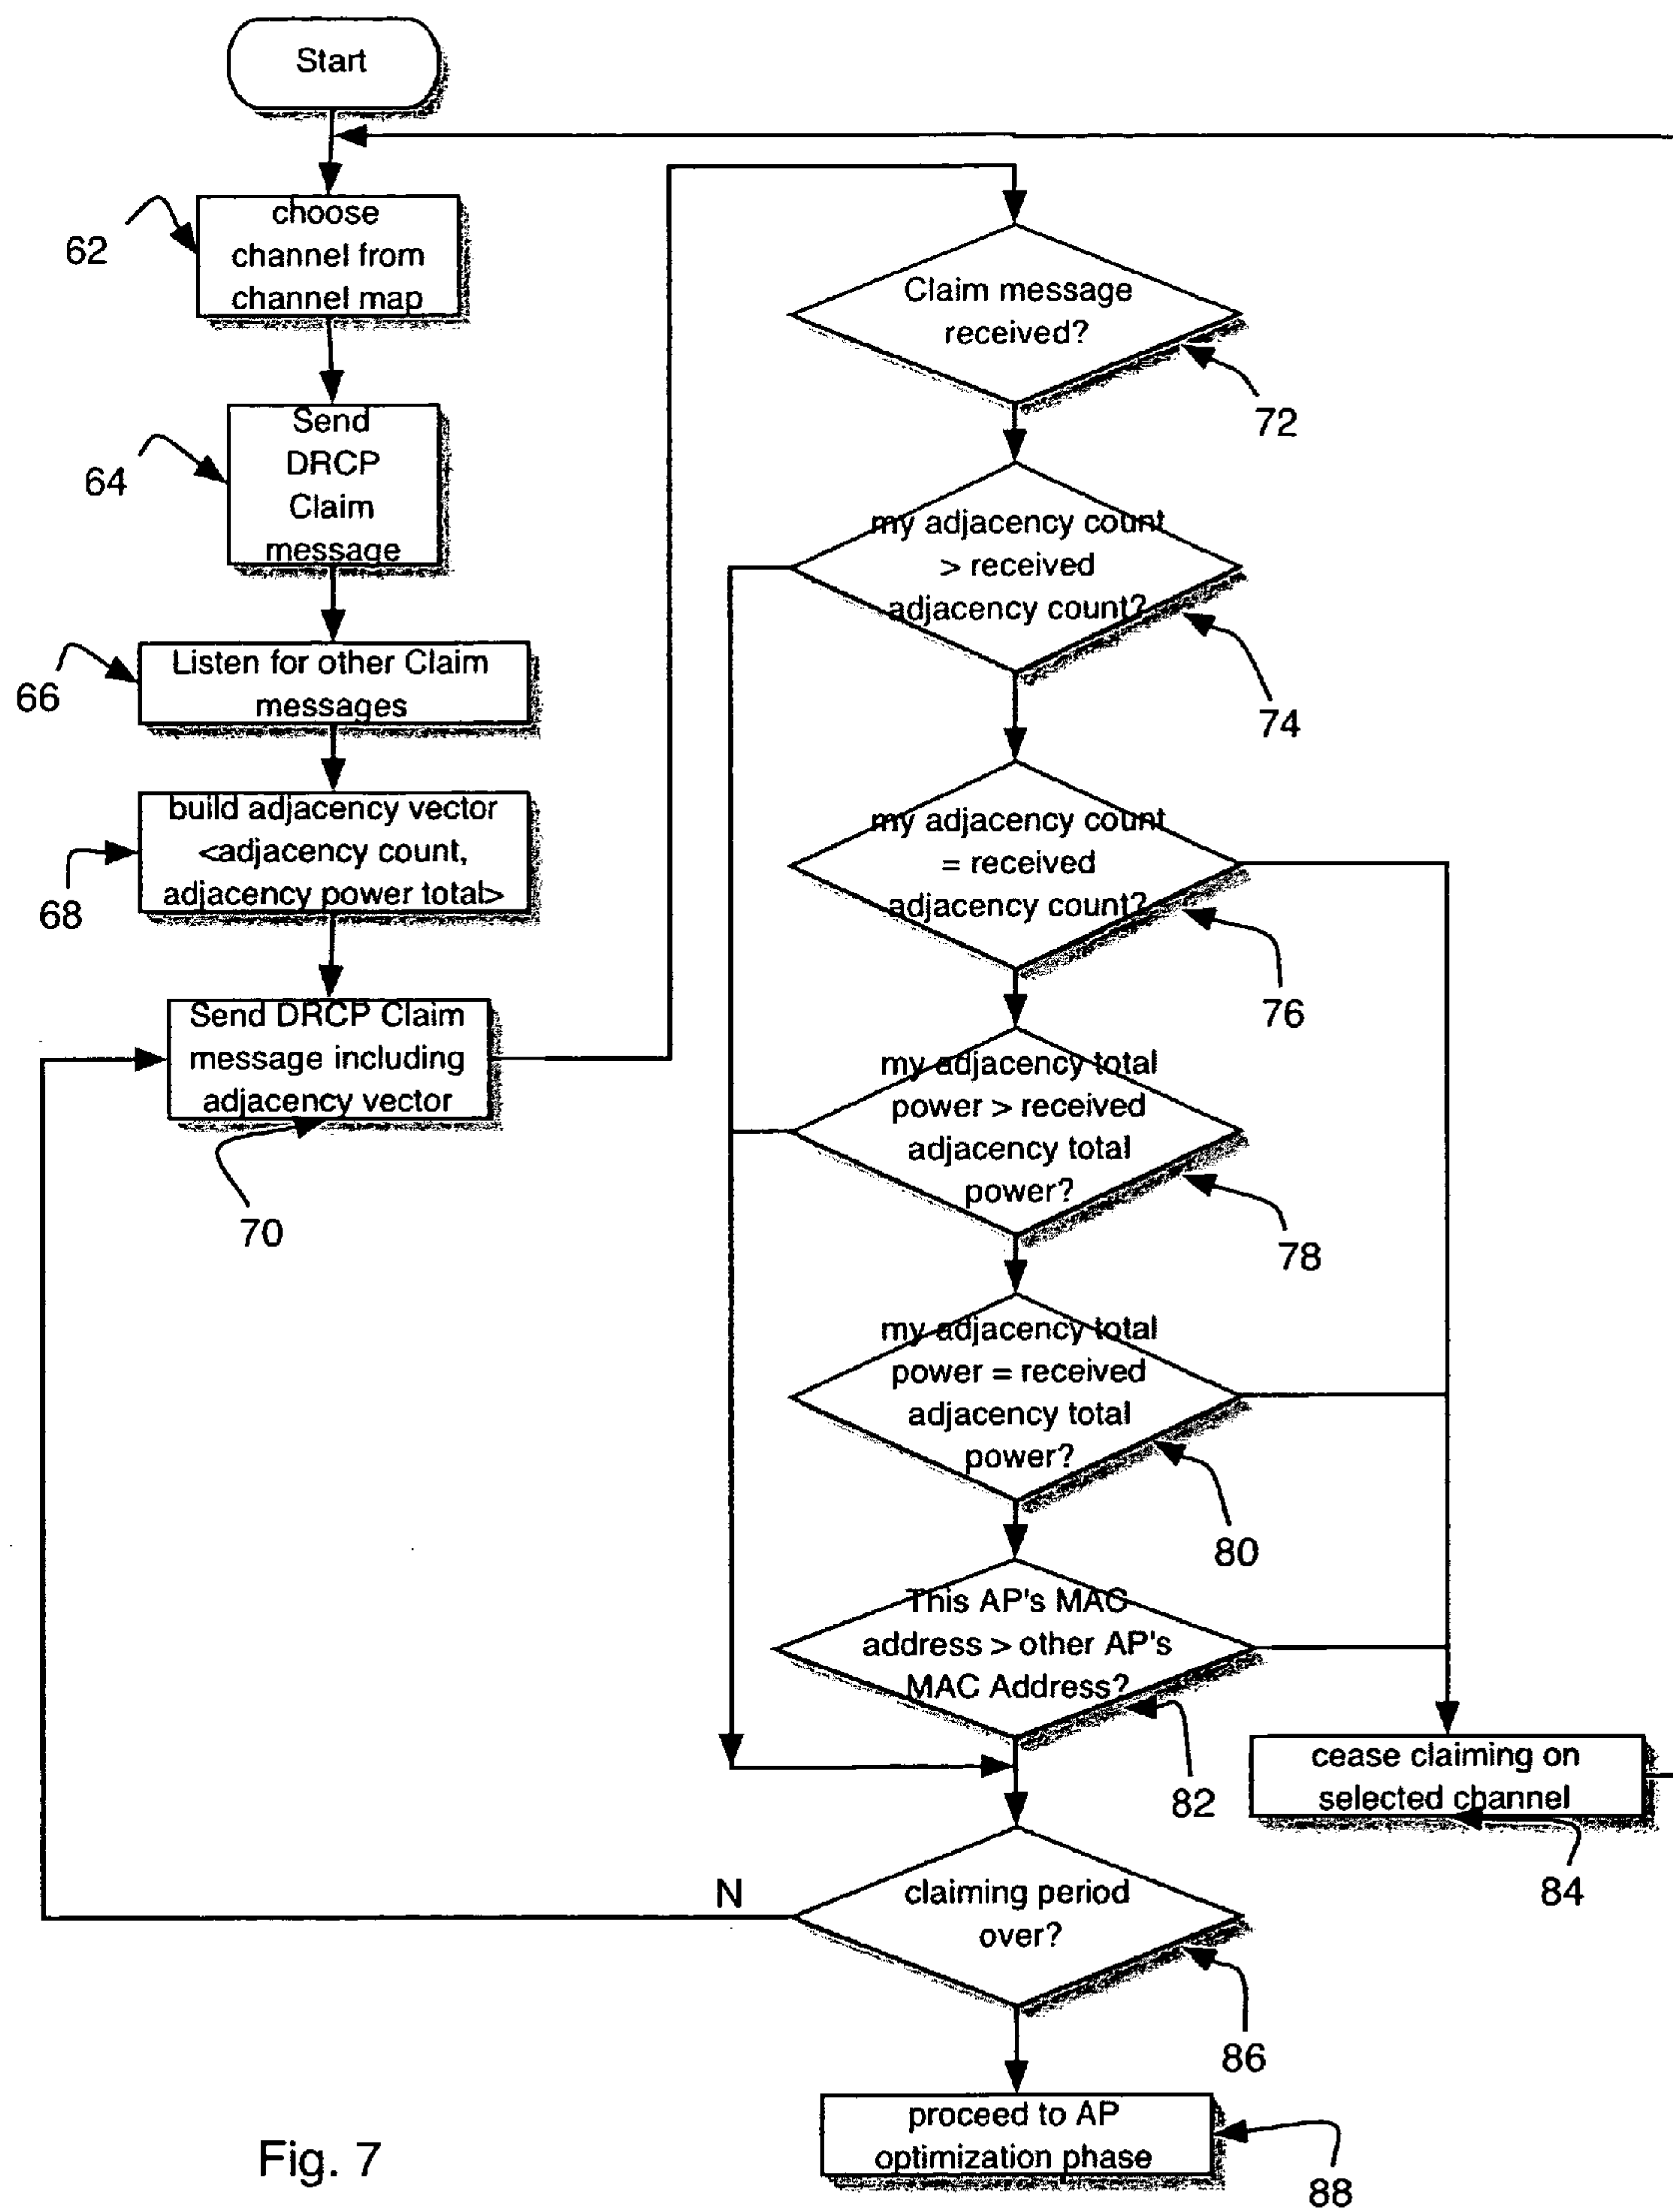 Start
choose
channel from
channel map
62
Send
DRCP
Claim
message
64
Listen for other Claim
messages
66
build adjacency vector
<adjacency count,
adjacency power total>
68
Send DRCP Claim
message including
adjacency vector
70
Claim message
received?
72
my adjacency count
> received
adjacency count?
74
my adjacency count
= received
adjacency count?
76
my adjacency total
power > received
adjacency total
power?
78
my adjacency total
power = received
adjacency total
power?
80
This AP's MAC
address > other AP's
MAC Address?
82
cease claiming on
selected channel
84
claiming period
over?
N
86
proceed to AP
optimization phase
88
Fig. 7